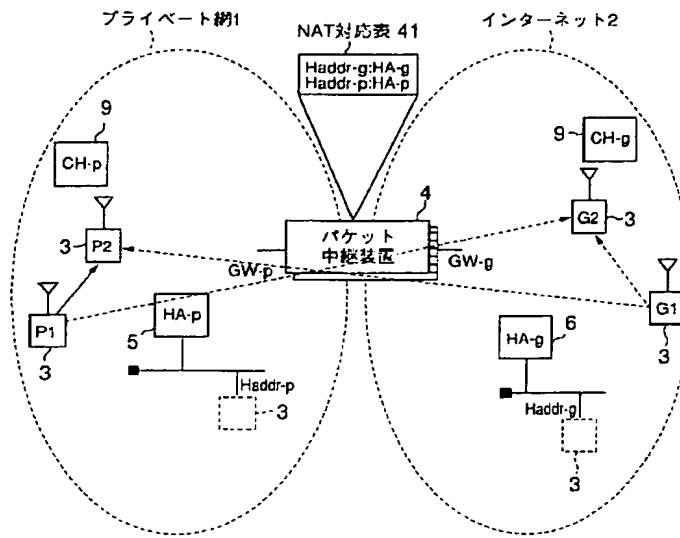 プライベート網1
NAT対応表 41
インターネット2
Haddr-g:HA-g
Haddr-p:HA-p
9
CH-p
9
CH-g
4
パケット
中継装置
3
P2
G2
3
GW-p
GW-g
P1
3
HA-p
5
G1
3
HA-g
6
Haddr-p
3
Haddr-g
3